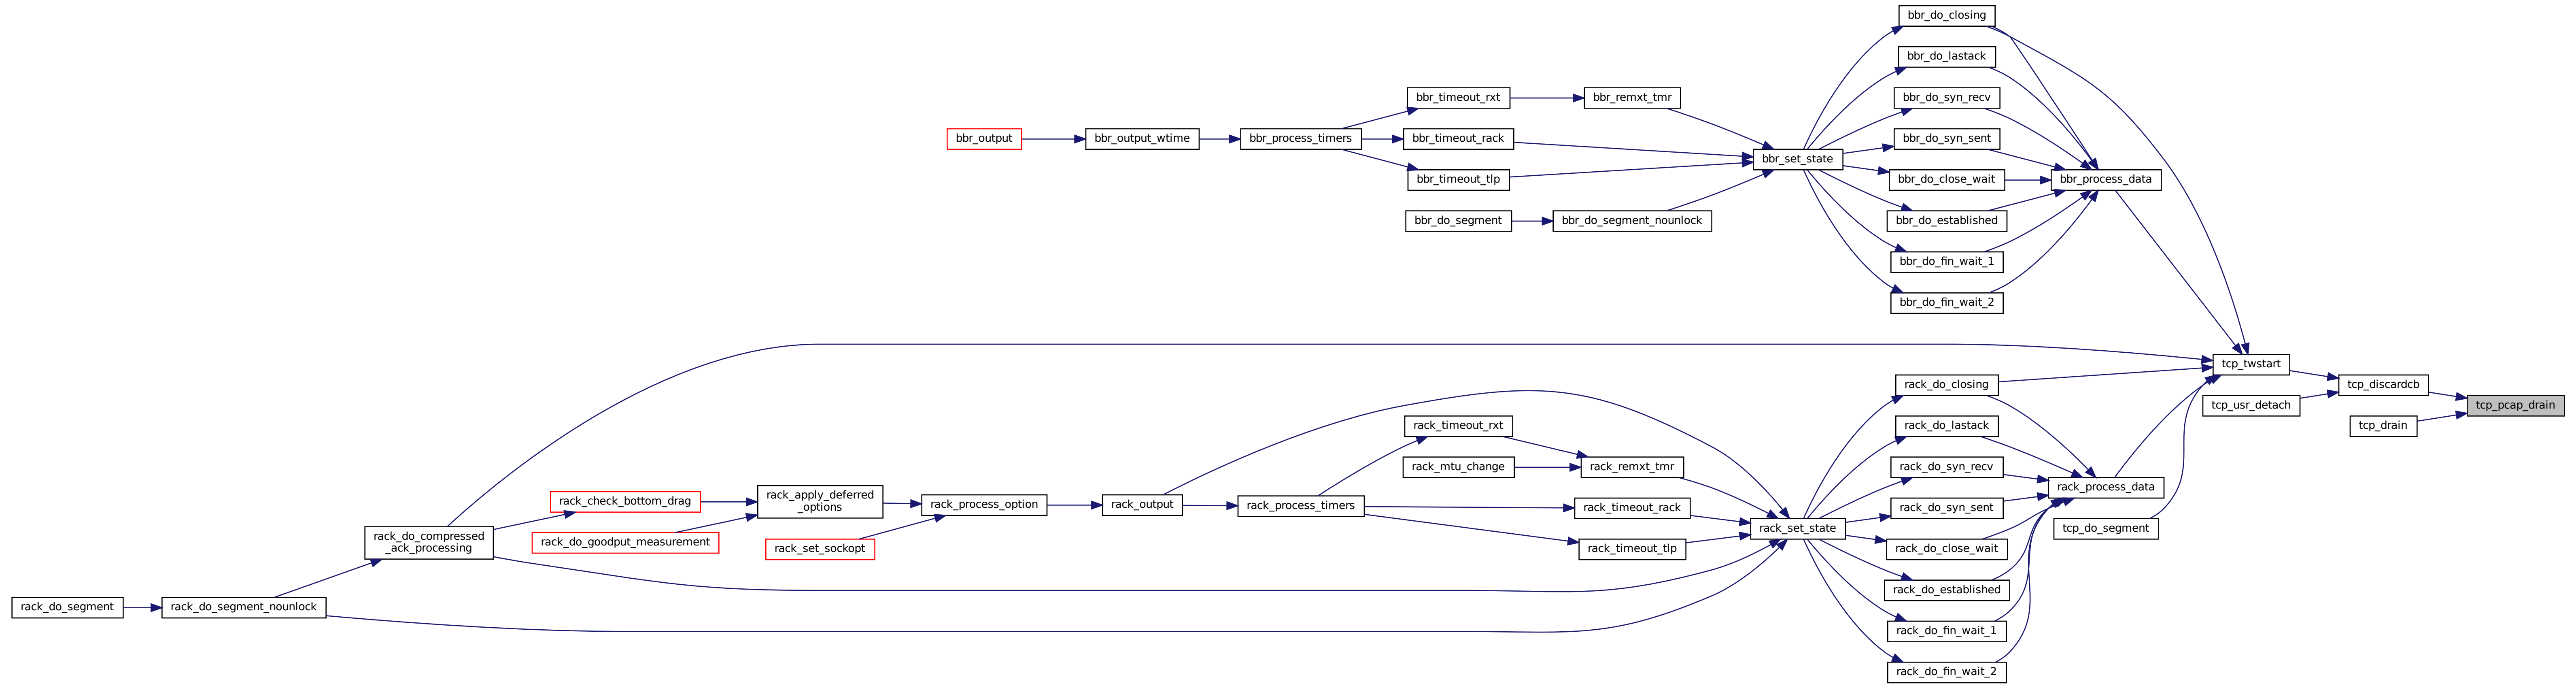 bbr_do_closing
bbr_do_lastack
bbr_timeout_rxt
bbr_remxt_tmr
bbr_do_syn_recv
bbr_output
bbr_output_wtime
bbr_process_timers
bbr_timeout_rack
bbr_do_syn_sent
bbr_set_state
bbr_timeout_tlp
bbr_do_close_wait
bbr_process_data
bbr_do_segment
bbr_do_segment_nounlock
bbr_do_established
bbr_do_fin_wait_1
bbr_do_fin_wait_2
tcp_twstart
rack_do_closing
tcp_discardcb
tcp_usr_detach
tcp_pcap_drain
rack_timeout_rxt
rack_do_lastack
tcp_drain
rack_mtu_change
rack_remxt_tmr
rack_do_syn_recv
rack_process_data
rack_check_bottom_drag
rack_apply_deferred
_options
rack_process_option
rack_output
rack_process_timers
rack_timeout_rack
rack_do_syn_sent
rack_set_state
tcp_do_segment
rack_do_compressed
_ack_processing
rack_do_goodput_measurement
rack_set_sockopt
rack_timeout_tlp
rack_do_close_wait
rack_do_established
rack_do_segment
rack_do_segment_nounlock
rack_do_fin_wait_1
rack_do_fin_wait_2